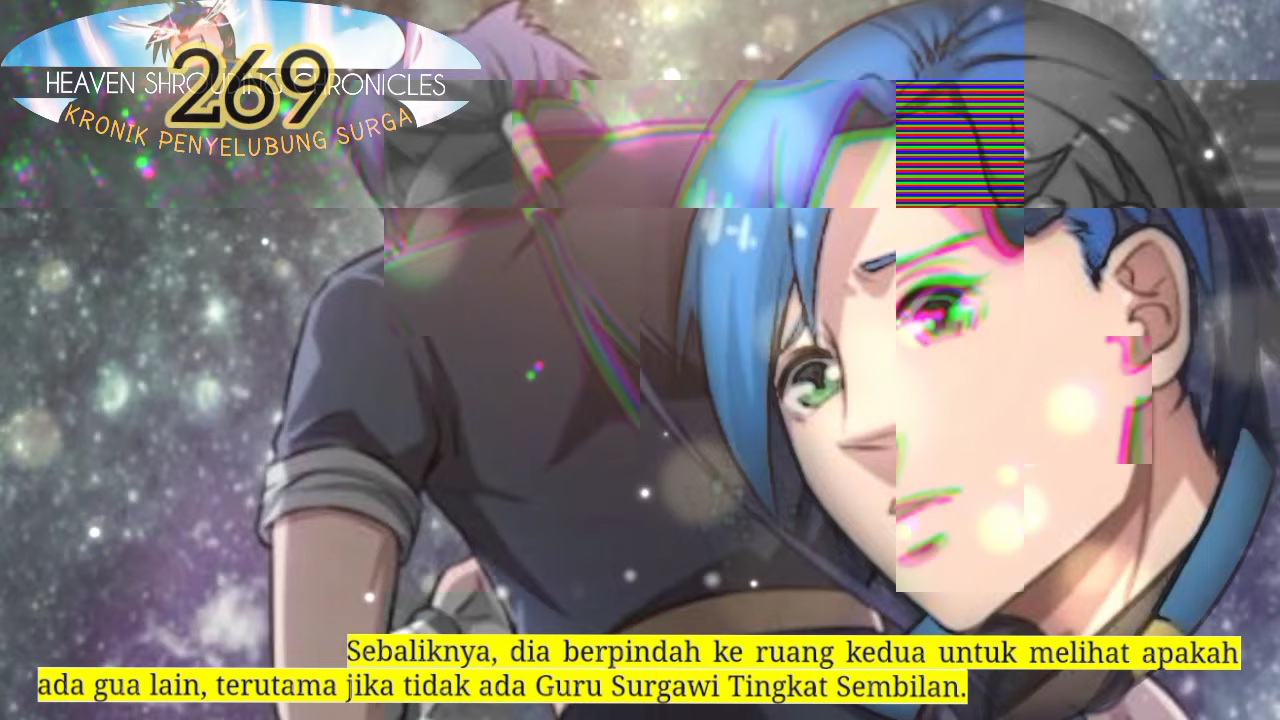 269
HEAVEN SHROUDING CHRONICLES
KRONIK PENYELUBUNG SURGA
Sebaliknya, dia berpindah ke ruang kedua untuk melihat apakah
ada gua lain, terutama jika tidak ada Guru Surgawi Tingkat Sembilan.